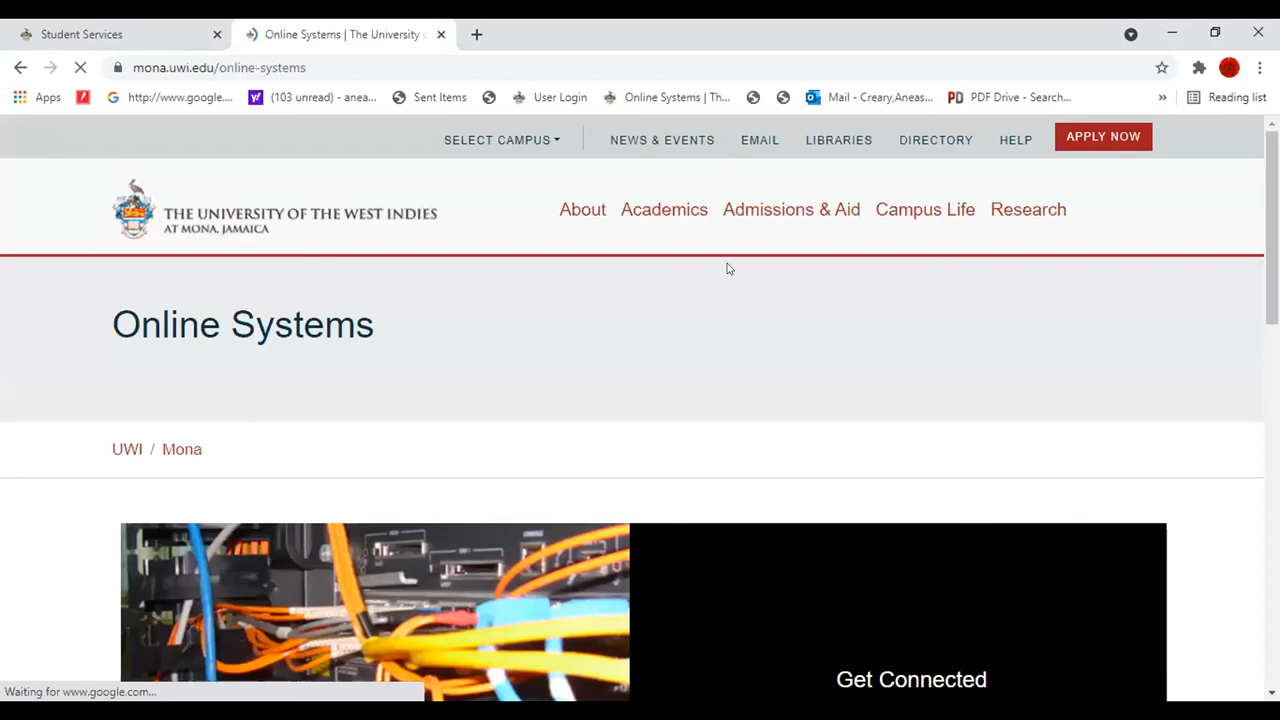 Student Services
Online Systems | The University
mona.uwi.edu/online-systems
Apps
http://www.google....
(103 unread) - anea...
Sent Items
User Login
Online Systems | Th...
Mail - Creary,Aneas...
PDF Drive - Search...
»
Reading list
SELECT CAMPUS
NEWS & EVENTS
EMAIL
LIBRARIES
DIRECTORY
HELP
APPLY NOW
THE UNIVERSITY OF THE WEST INDIES
AT MONA, JAMAICA
About
Academics
Admissions & Aid
Campus Life
Research
Online Systems
UWI / Mona
Get Connected
Waiting for www.google.com...